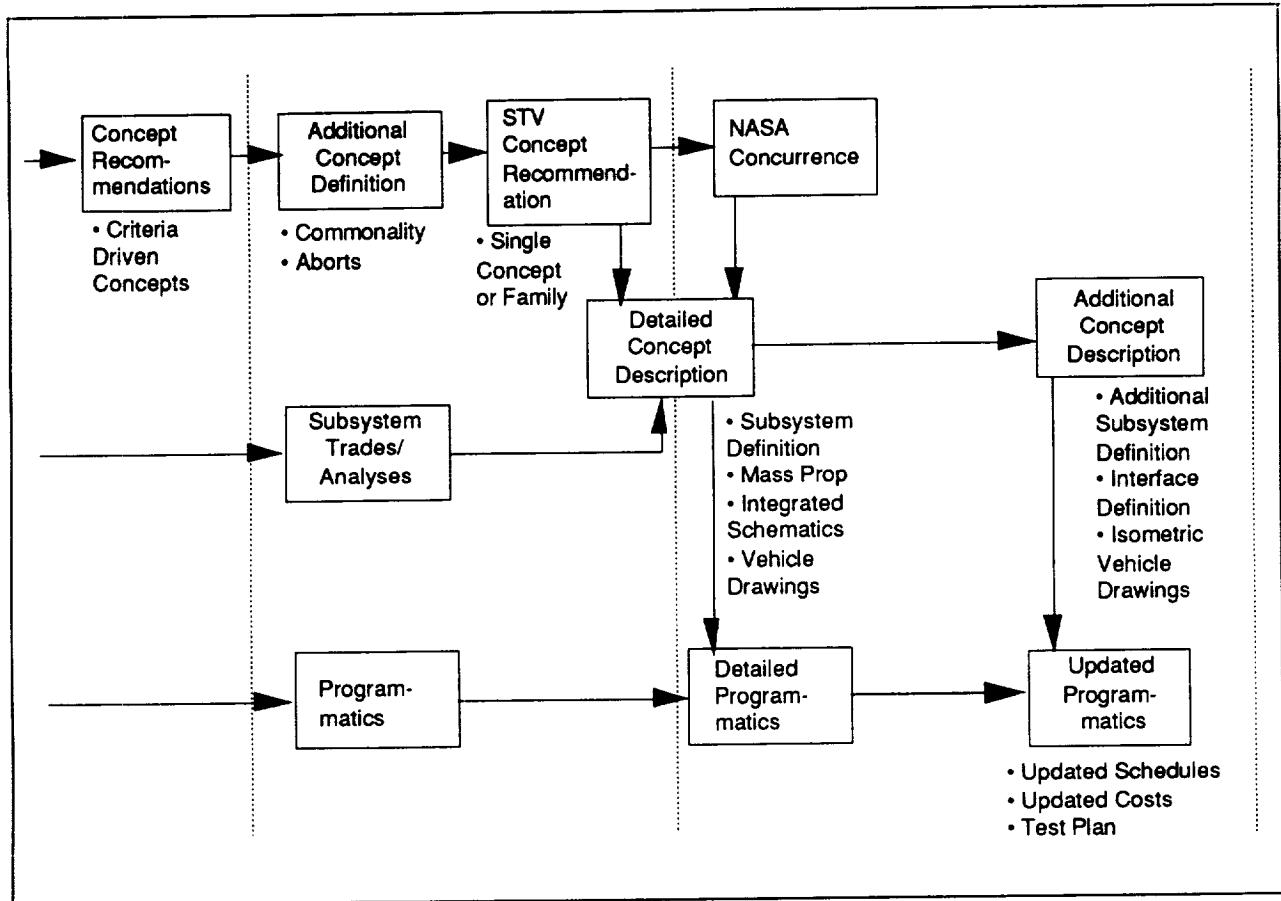 Concept
Recom-
mendations
• Criteria
Driven
Concepts
Additional
Concept
Definition
• Commonality
• Aborts
STV
Concept
Recommend-
ation
• Single
Concept
or Family
NASA
Concurrence
Detailed
Concept
Description
Additional
Concept
Description
Subsystem
Trades/
Analyses
• Subsystem
Definition
• Mass Prop
• Integrated
Schematics
• Vehicle
Drawings
• Additional
Subsystem
Definition
• Interface
Definition
• Isometric
Vehicle
Drawings
Program-
matics
Detailed
Program-
matics
Updated
Program-
matics
• Updated Schedules
• Updated Costs
• Test Plan